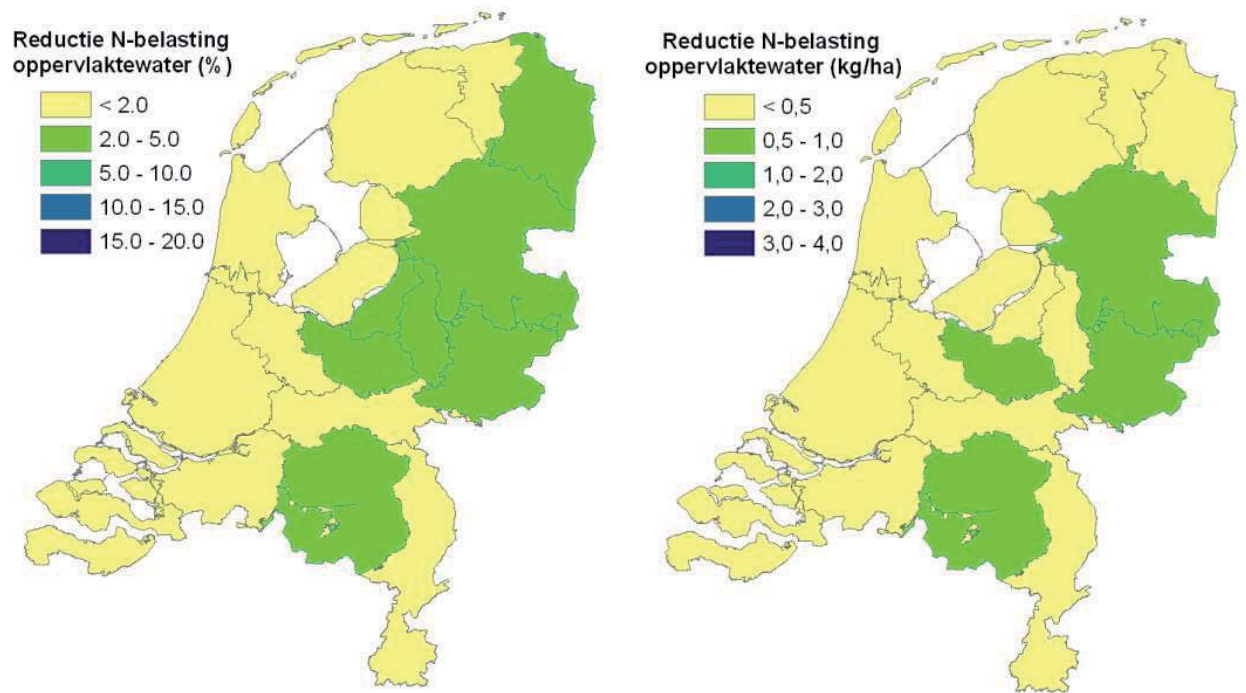 Reductie N-belasting
oppervlaktewater (%)
< 2.0
2.0 - 5.0
5.0 - 10.0
10.0 - 15.0
15.0 - 20.0
Reductie N-belasting
oppervlaktewater (kg/ha)
< 0,5
0,5 - 1,0
1,0 - 2,0
2,0 - 3,0
3,0 - 4,0